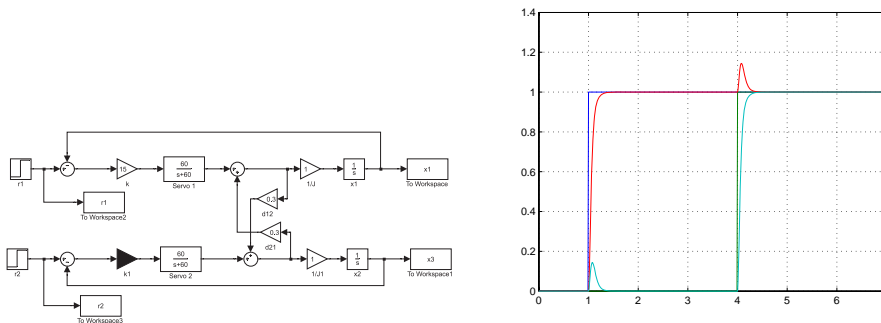 r1
15
k
60
s+60
Servo 1
1
1/J
1
s
x1
x1
To Workspace
r1
To Workspace2
0.3
d12
0.3
d21
r2
k1
60
s+60
Servo 2
1
1/J1
1
s
x2
x3
To Workspace1
r2
To Workspace3
1.4
1.2
1
0.8
0.6
0.4
0.2
0
0 1 2 3 4 5 6